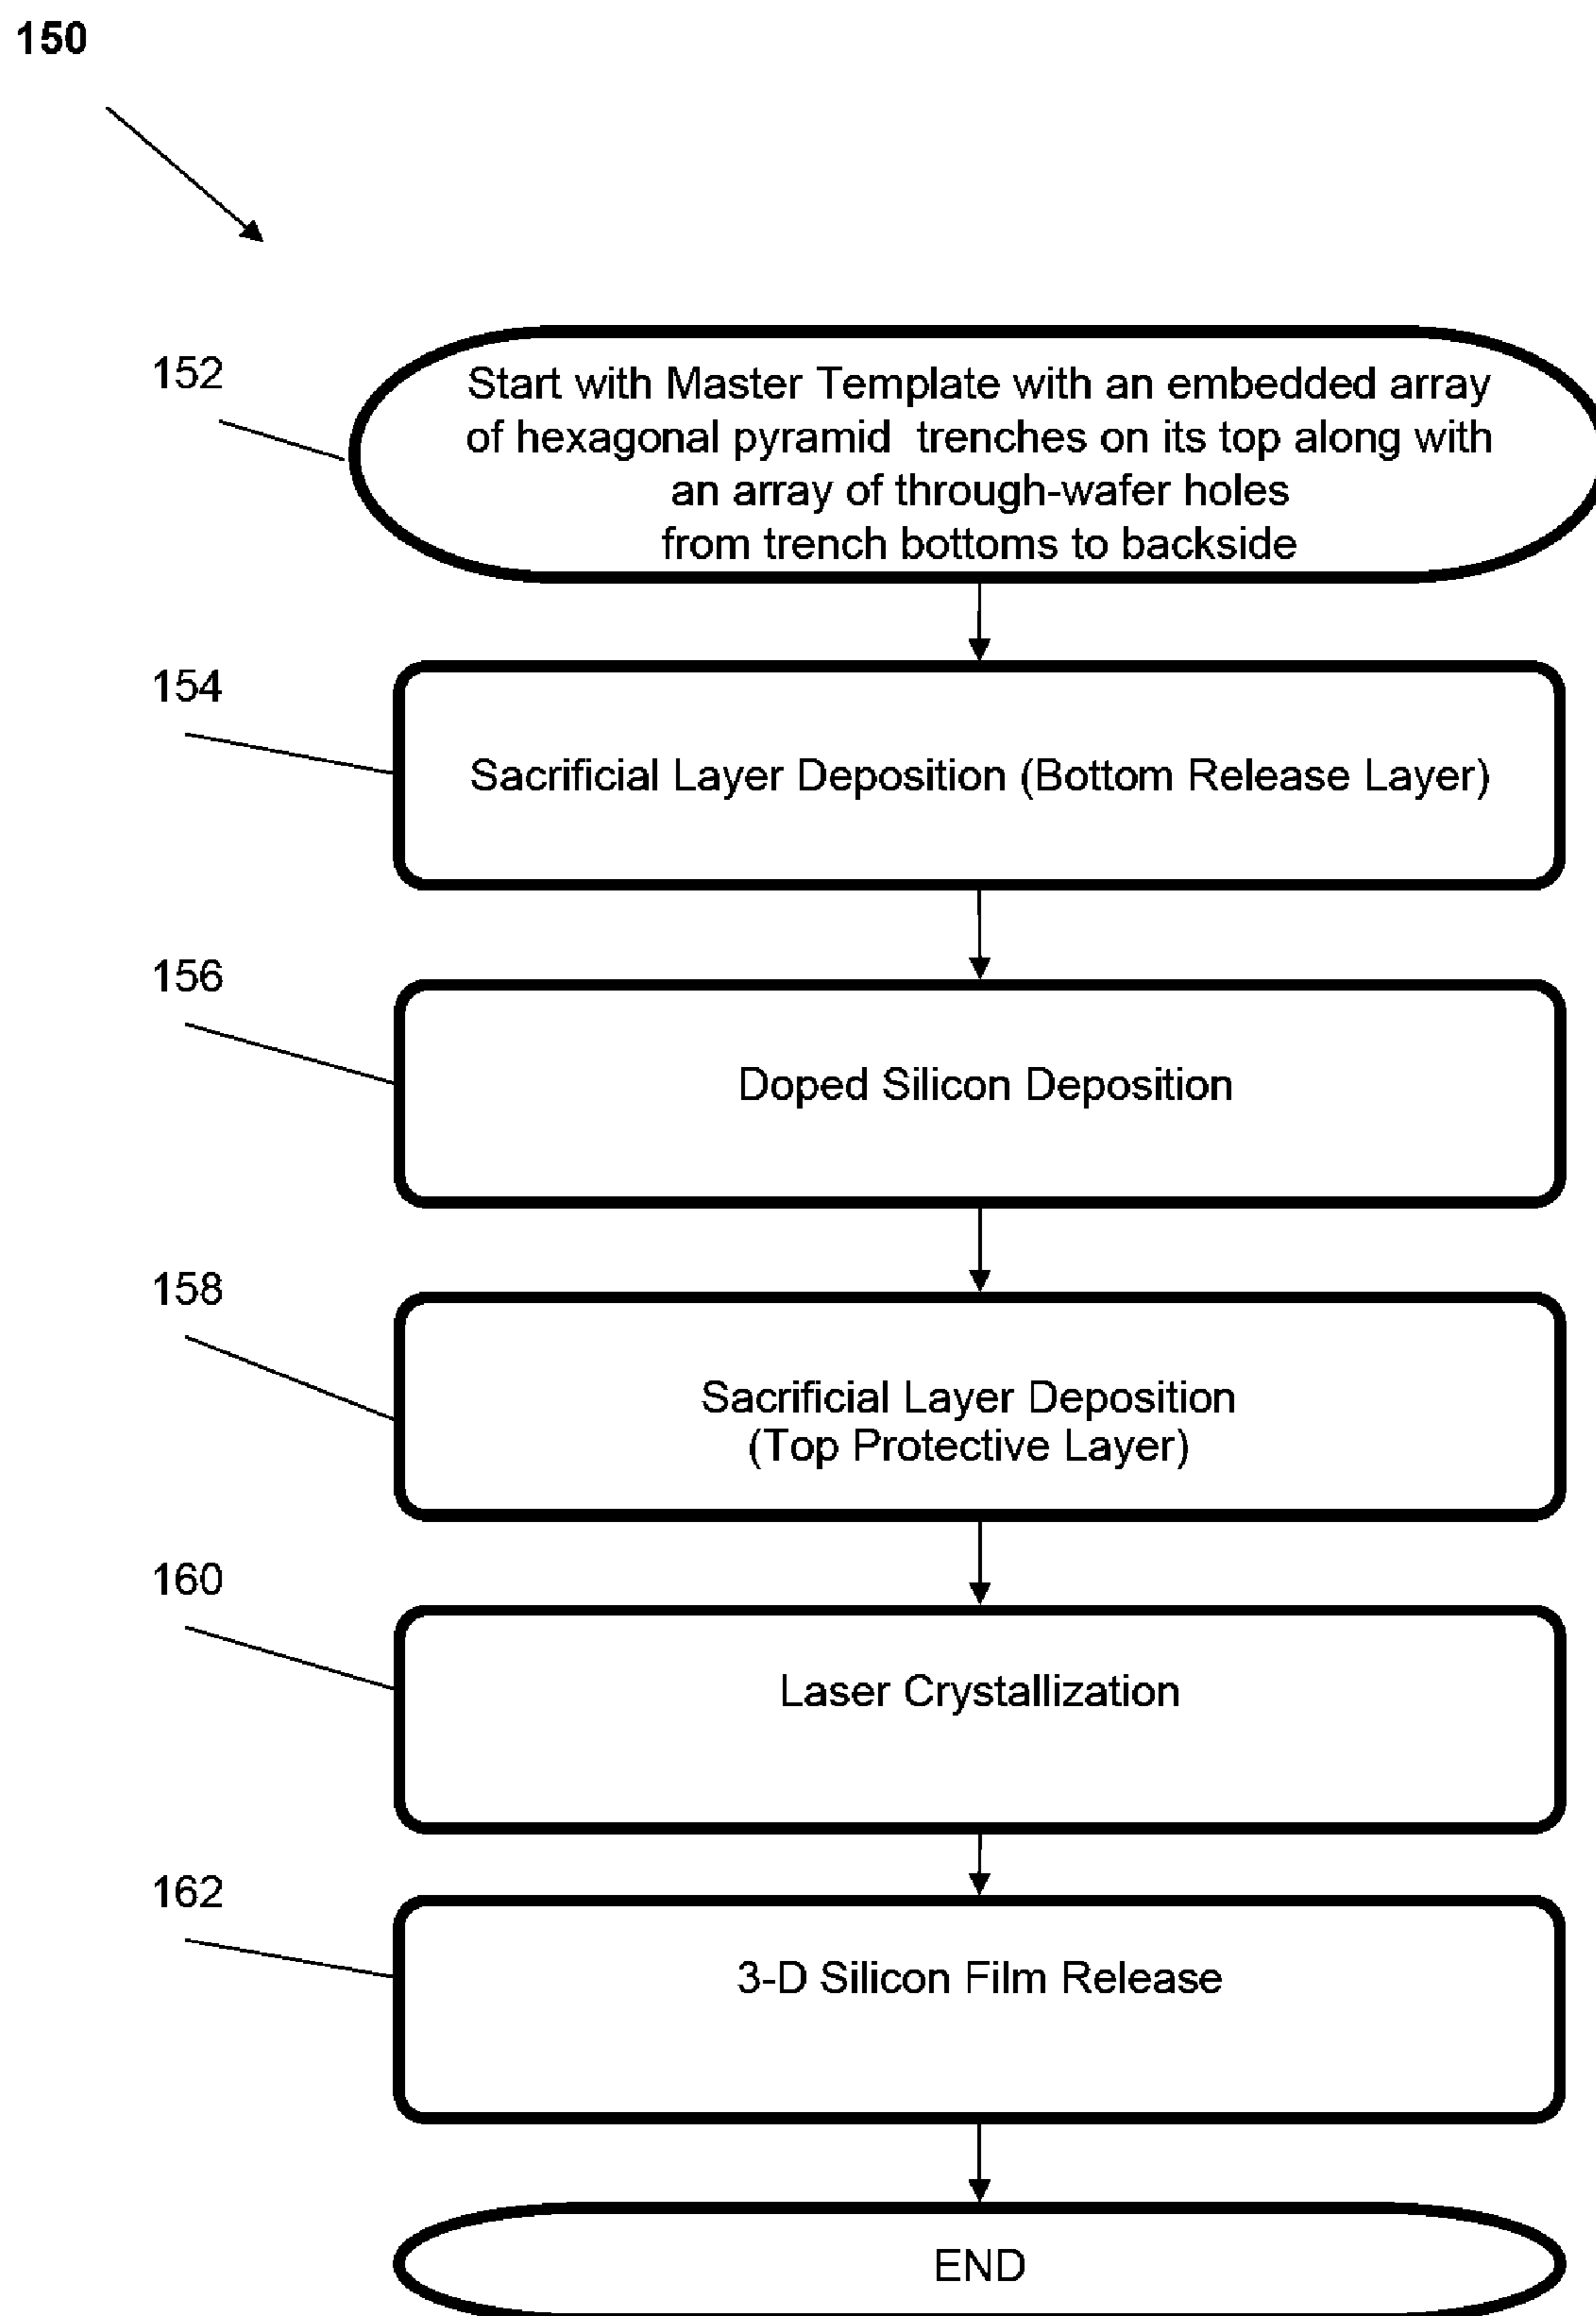 150
152
Start with Master Template with an embedded array
of hexagonal pyramid trenches on its top along with
an array of through-wafer holes
from trench bottoms to backside
154
Sacrificial Layer Deposition (Bottom Release Layer)
156
Doped Silicon Deposition
158
Sacrificial Layer Deposition
(Top Protective Layer)
160
Laser Crystallization
162
3-D Silicon Film Release
END